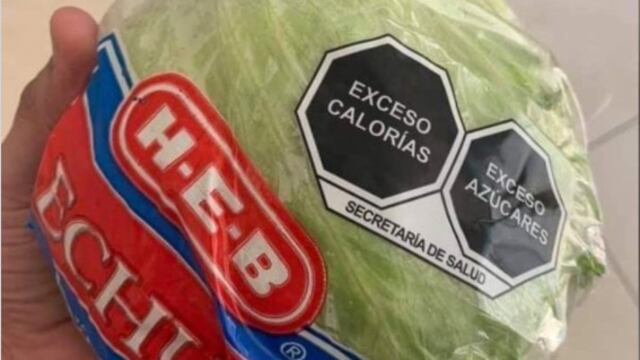 H-E-B
®
ECHU
EXCESO
CALORÍAS
EXCESO
AZÚCARES
SECRETARÍA DE SALUD